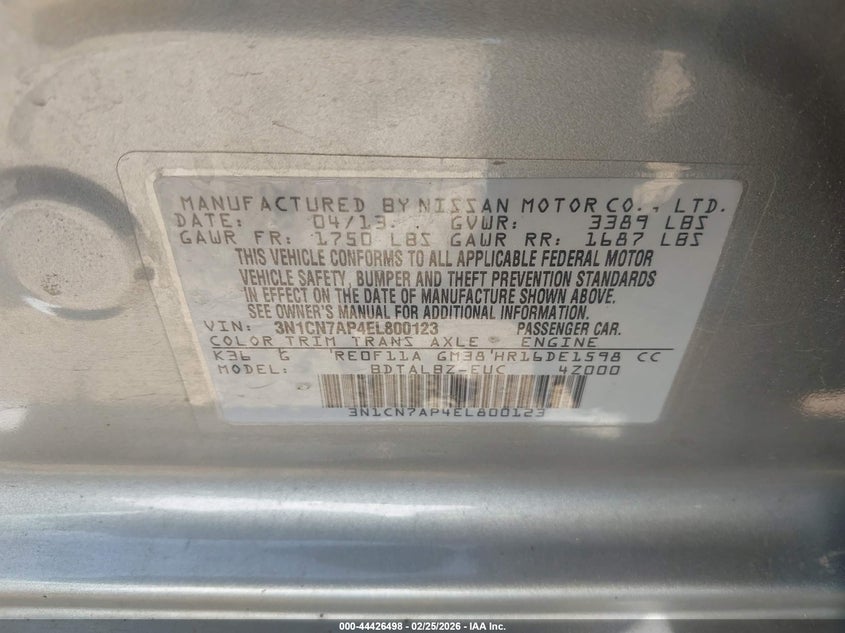 MANUFACTURED BY NISSAN MOTOR CO., LTD.
DATE: 04/13 GVWR: 3389 LBS
GAWR FR: 1750 LBS GAWR RR: 1687 LBS
THIS VEHICLE CONFORMS TO ALL APPLICABLE FEDERAL MOTOR
VEHICLE SAFETY, BUMPER AND THEFT PREVENTION STANDARDS
IN EFFECT ON THE DATE OF MANUFACTURE SHOWN ABOVE.
SEE OWNER'S MANUAL FOR ADDITIONAL INFORMATION.
VIN: 3N1CN7AP4EL800123 PASSENGER CAR.
COLOR TRIM TRANS AXLE ENGINE
K36 G RE0F11A GM38 HR16DE1598 CC
MODEL: BDTALBZ-EUC 4Z000
3N1CN7AP4EL800123
000-44426498 - 02/25/2026 - IAA Inc.